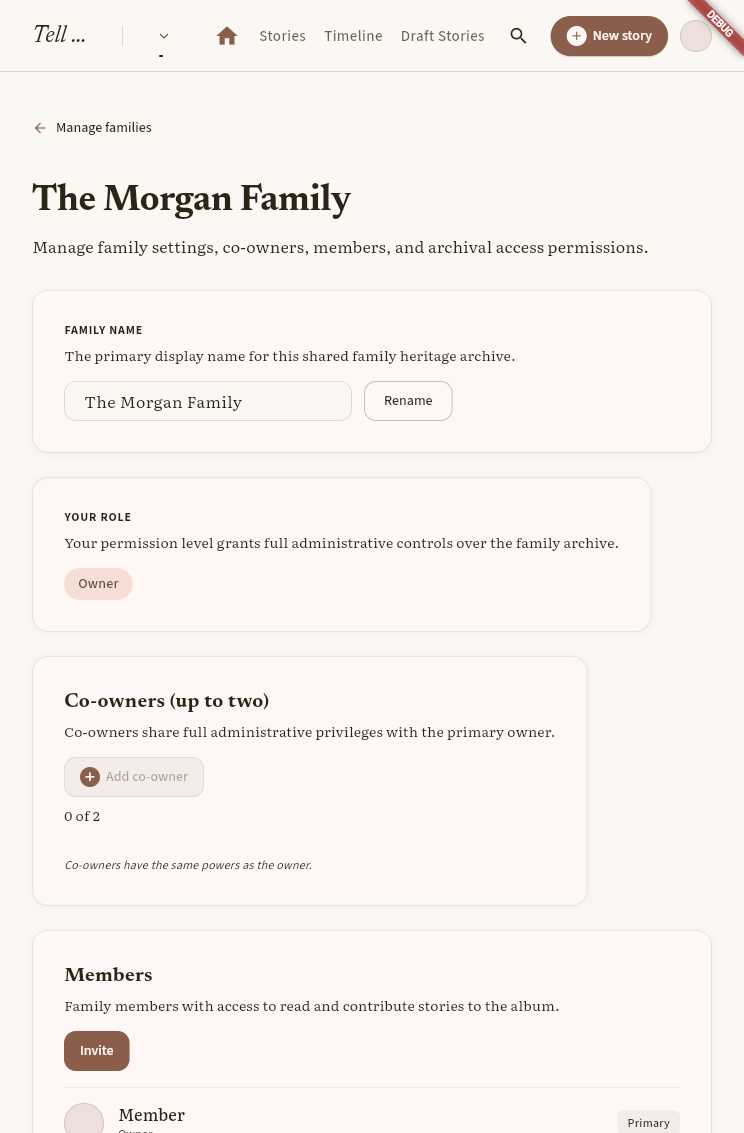 Tell ...
Stories
Timeline
Draft Stories
New story
DEBUG
Manage families
The Morgan Family
Manage family settings, co-owners, members, and archival access permissions.
FAMILY NAME
The primary display name for this shared family heritage archive.
The Morgan Family
Rename
YOUR ROLE
Your permission level grants full administrative controls over the family archive.
Owner
Co-owners (up to two)
Co-owners share full administrative privileges with the primary owner.
Add co-owner
0 of 2
Co-owners have the same powers as the owner.
Members
Family members with access to read and contribute stories to the album.
Invite
Member
Primary
Owner